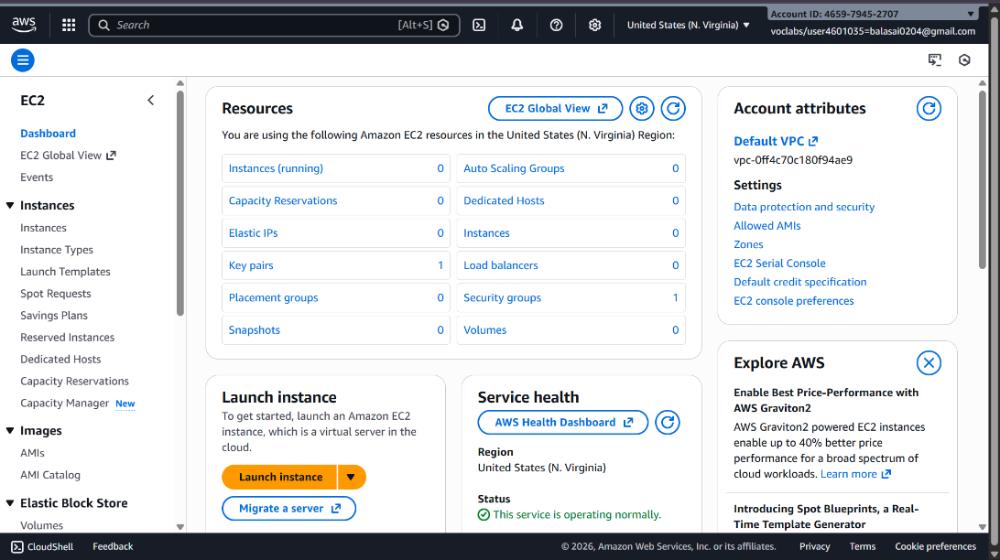 aws
Search [Alt+S]
United States (N. Virginia)
Account ID: 4659-7945-2707
voclabs/user4601035=balasai0204@gmail.com
EC2
Dashboard
EC2 Global View
Events
Instances
Instances
Instance Types
Launch Templates
Spot Requests
Savings Plans
Reserved Instances
Dedicated Hosts
Capacity Reservations
Capacity Manager New
Images
AMIs
AMI Catalog
Elastic Block Store
Volumes
Resources
EC2 Global View
You are using the following Amazon EC2 resources in the United States (N. Virginia) Region:
Instances (running) 0
Auto Scaling Groups 0
Capacity Reservations 0
Dedicated Hosts 0
Elastic IPs 0
Instances 0
Key pairs 1
Load balancers 0
Placement groups 0
Security groups 1
Snapshots 0
Volumes 0
Launch instance
To get started, launch an Amazon EC2
instance, which is a virtual server in the
cloud.
Launch instance
Migrate a server
Service health
AWS Health Dashboard
Region
United States (N. Virginia)
Status
This service is operating normally.
Account attributes
Default VPC
vpc-0ff4c70c180f94ae9
Settings
Data protection and security
Allowed AMIs
Zones
EC2 Serial Console
Default credit specification
EC2 console preferences
Explore AWS
Enable Best Price-Performance with
AWS Graviton2
AWS Graviton2 powered EC2 instances
enable up to 40% better price
performance for a broad spectrum of
cloud workloads. Learn more
Introducing Spot Blueprints, a Real-
Time Template Generator
CloudShell
Feedback
© 2026, Amazon Web Services, Inc. or its affiliates.
Privacy
Terms
Cookie preferences